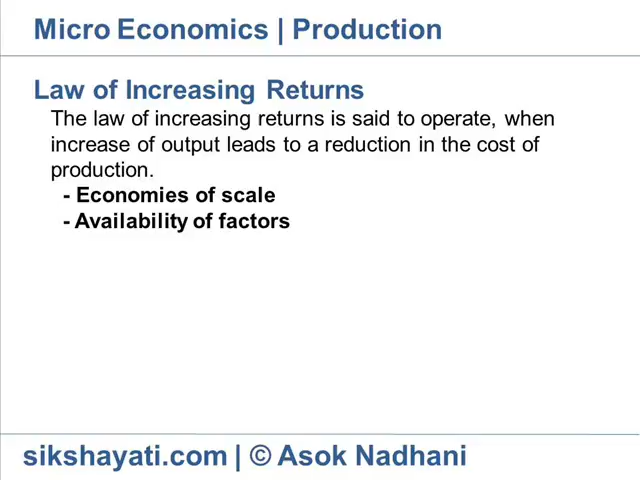 Micro Economics | Production
Law of Increasing Returns
The law of increasing returns is said to operate, when
increase of output leads to a reduction in the cost of
production.
- Economies of scale
- Availability of factors
sikshayati.com | © Asok Nadhani